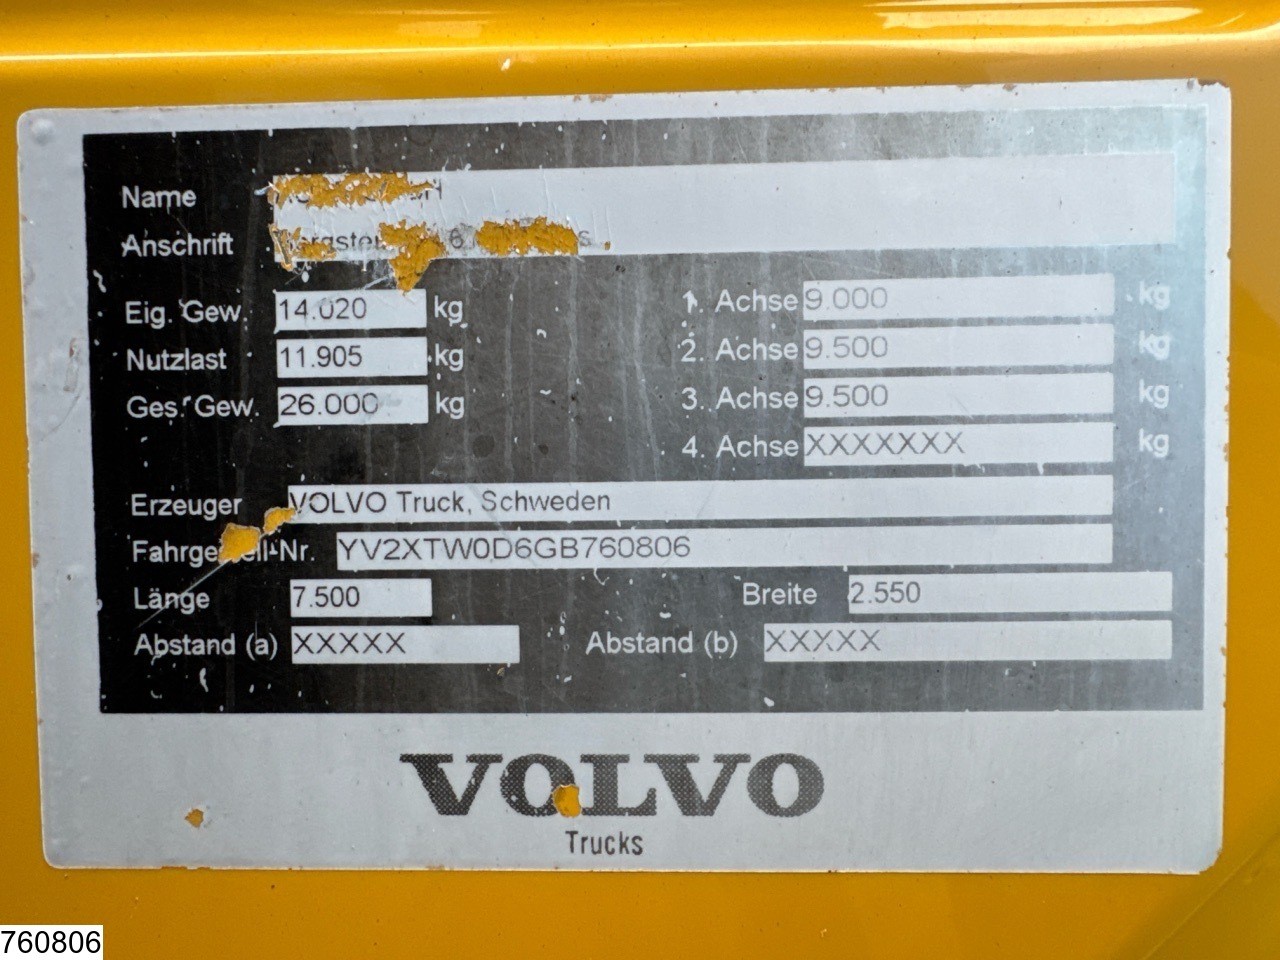 Name
Anschrift 6
Eig. Gew. 14.020 kg 1. Achse 9.000 kg
Nutzlast 11.905 kg 2. Achse 9.500 kg
Ges. Gew. 26.000 kg 3. Achse 9.500 kg
4. Achse XXXXXXX kg
Erzeuger VOLVO Truck, Schweden
Nr. YV2XTW0D6GB760806
Länge 7.500 Breite 2.550
Abstand (a) XXXXX Abstand (b) XXXXX
VOLVO
Trucks
760806